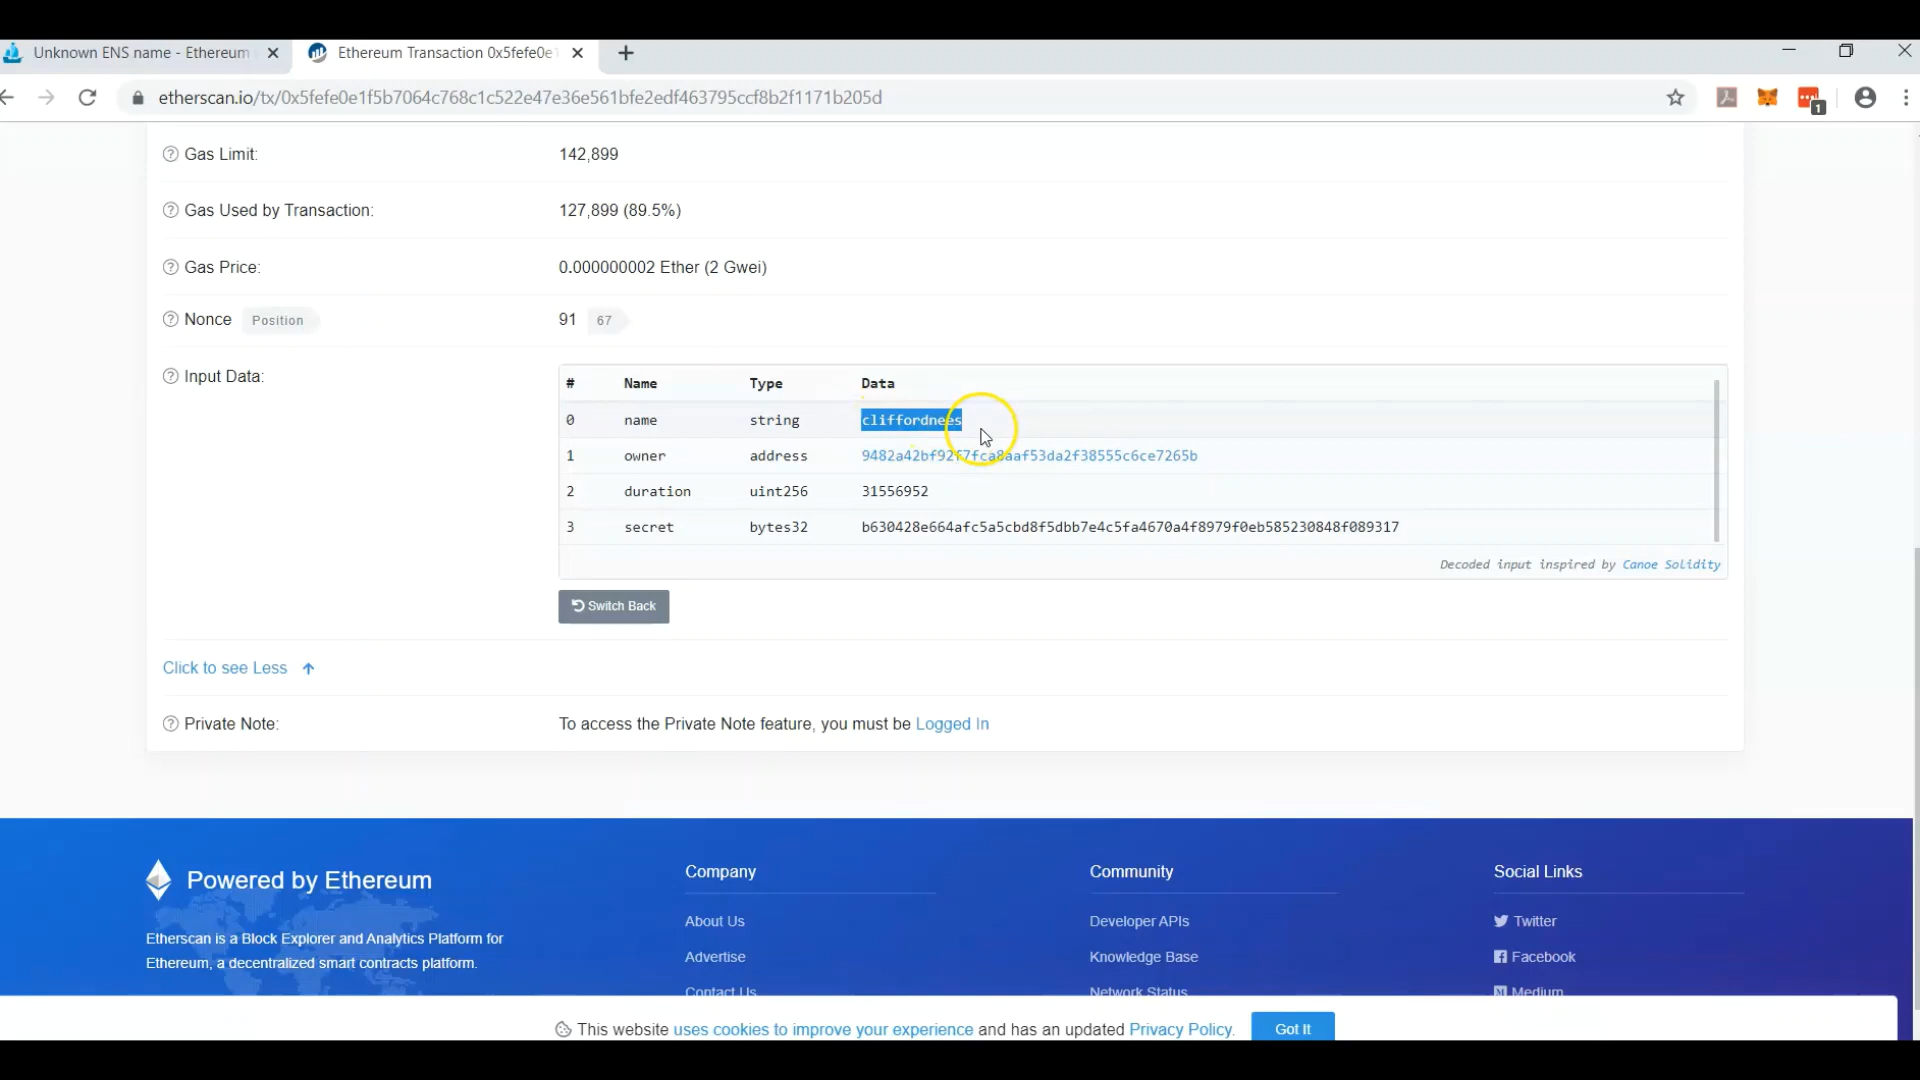 Unknown ENS name - Ethereum
Ethereum Transaction 0x5fefe0e1
etherscan.io/tx/0x5fefe0e1f5b7064c768c1c522e47e36e561bfe2edf463795ccf8b2f1171b205d
1
Gas Limit: 142,899
Gas Used by Transaction: 127,899 (89.5%)
Gas Price: 0.000000002 Ether (2 Gwei)
Nonce Position 91 67
Input Data:
# Name Type Data
0 name string cliffordnees
1 owner address 9482a42bf92f7fca8aaf53da2f38555c6ce7265b
2 duration uint256 31556952
3 secret bytes32 b630428e664afc5a5cbd8f5dbb7e4c5fa4670a4f8979f0eb585230848f089317
Decoded input inspired by Canoe Solidity
Switch Back
Click to see Less
Private Note: To access the Private Note feature, you must be Logged In
Powered by Ethereum
Etherscan is a Block Explorer and Analytics Platform for
Ethereum, a decentralized smart contracts platform.
Company
About Us
Advertise
Contact Us
Community
Developer APIs
Knowledge Base
Network Status
Social Links
Twitter
Facebook
Medium
This website uses cookies to improve your experience and has an updated Privacy Policy.
Got It